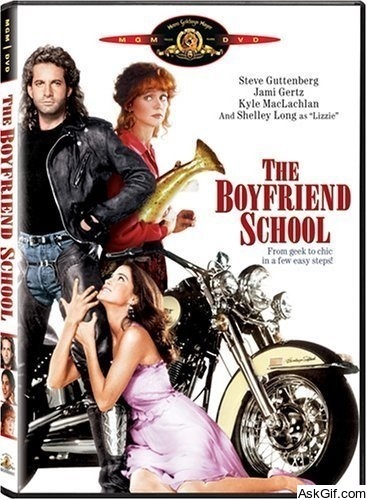 MGM DVD
THE BOYFRIEND SCHOOL
MGM DVD
Steve Guttenberg
Jami Gertz
Kyle MacLachlan
And Shelley Long as "Lizzie"
THE
BOYFRIEND
SCHOOL
From geek to chic
in a few easy steps!
AskGif.com